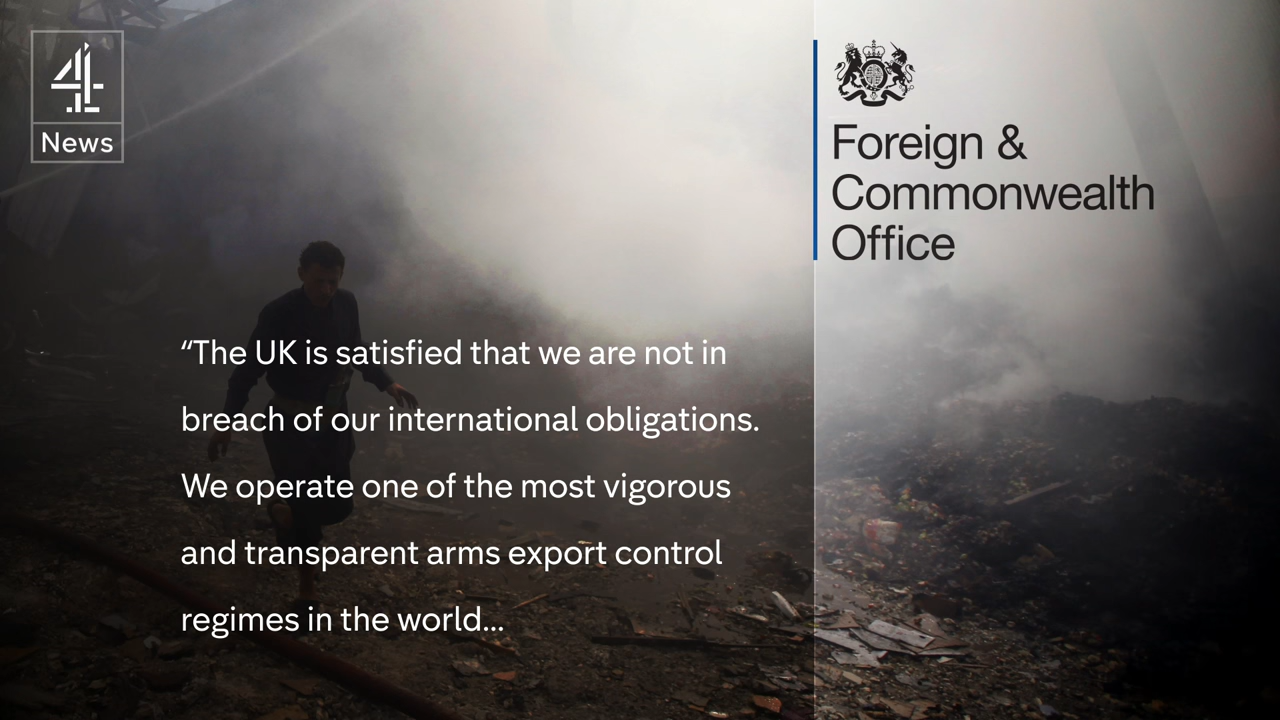 4
News
Foreign &
Commonwealth
Office
“The UK is satisfied that we are not in
breach of our international obligations.
We operate one of the most vigorous
and transparent arms export control
regimes in the world...